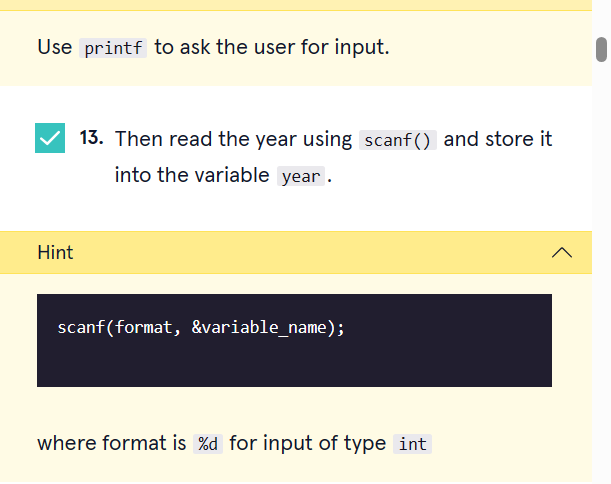 Use printf to ask the user for input.
13. Then read the year using scanf() and store it
into the variable year.
Hint
scanf(format, &variable_name);
where format is %d for input of type int